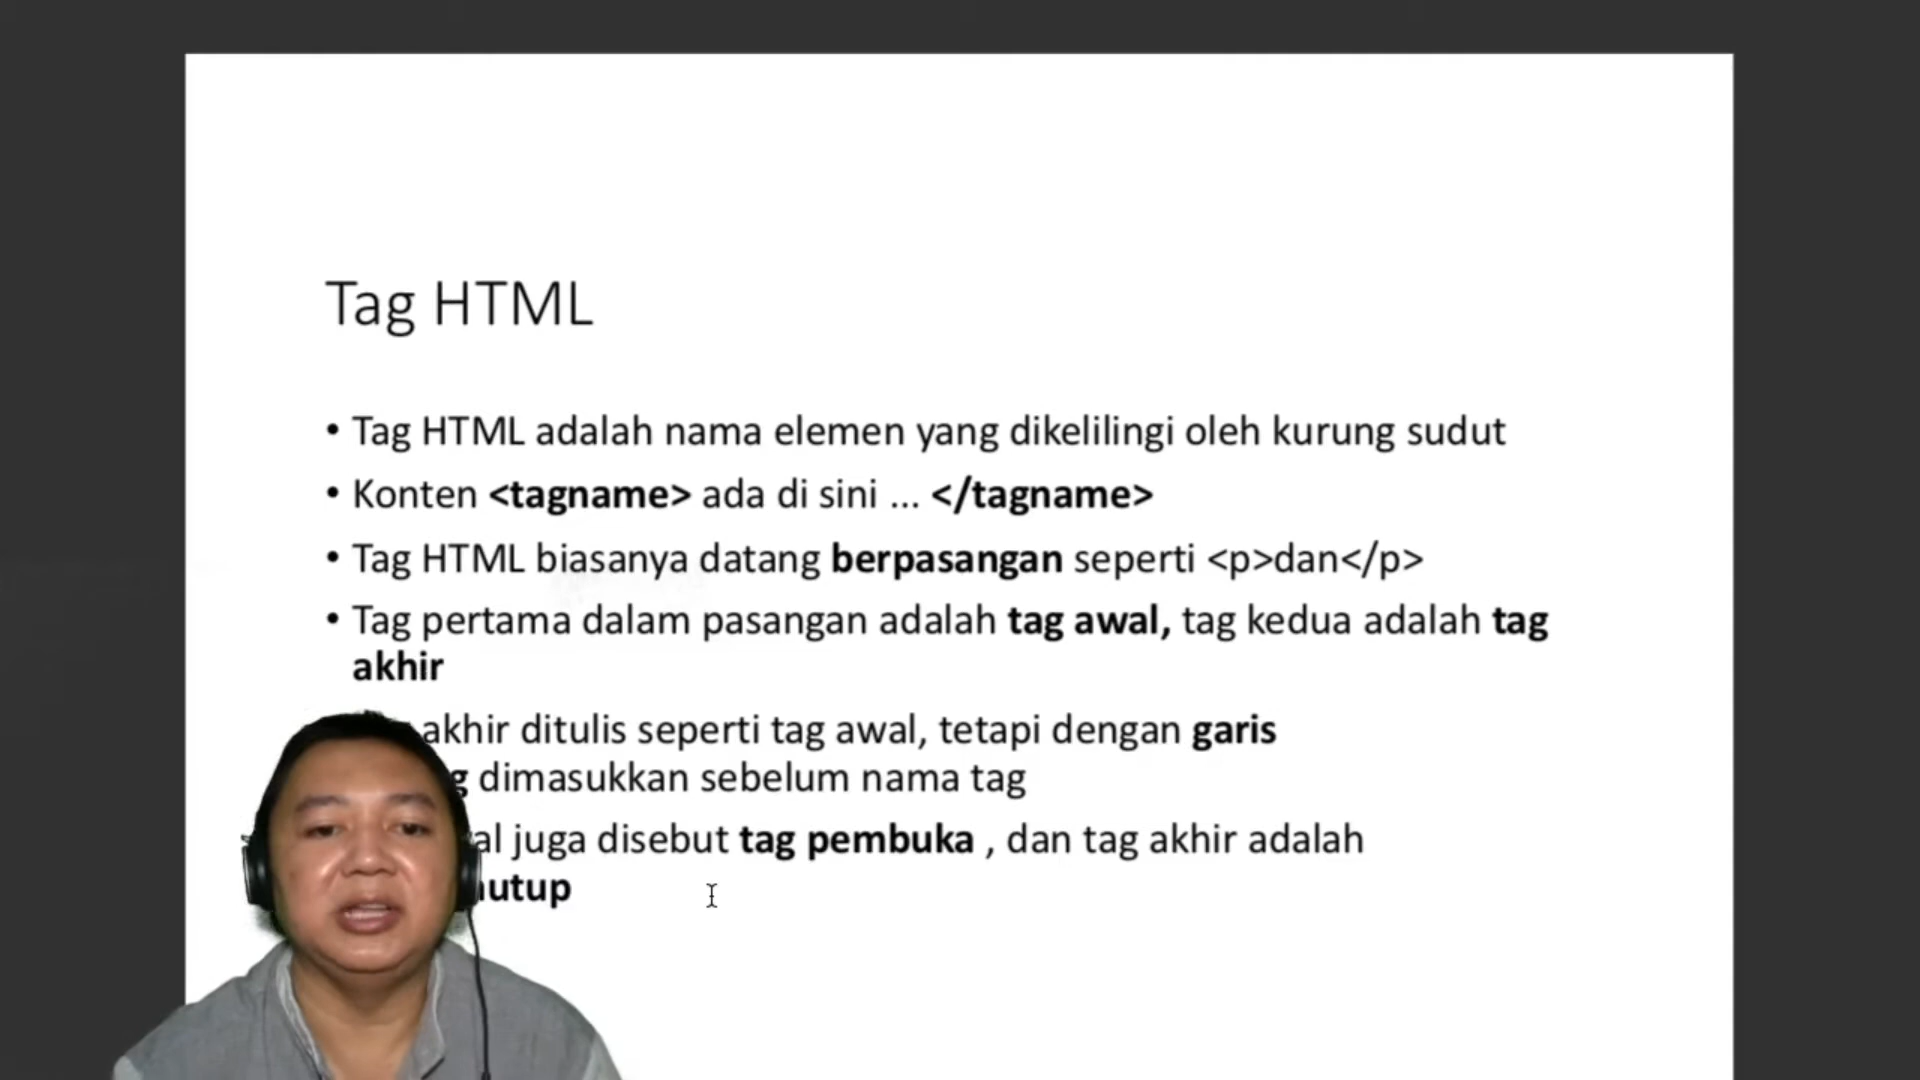 Tag HTML
• Tag HTML adalah nama elemen yang dikelilingi oleh kurung sudut
• Konten <tagname> ada di sini ... </tagname>
• Tag HTML biasanya datang berpasangan seperti <p>dan</p>
• Tag pertama dalam pasangan adalah tag awal, tag kedua adalah tag
akhir
akhir ditulis seperti tag awal, tetapi dengan garis
dimasukkan sebelum nama tag
juga disebut tag pembuka , dan tag akhir adalah